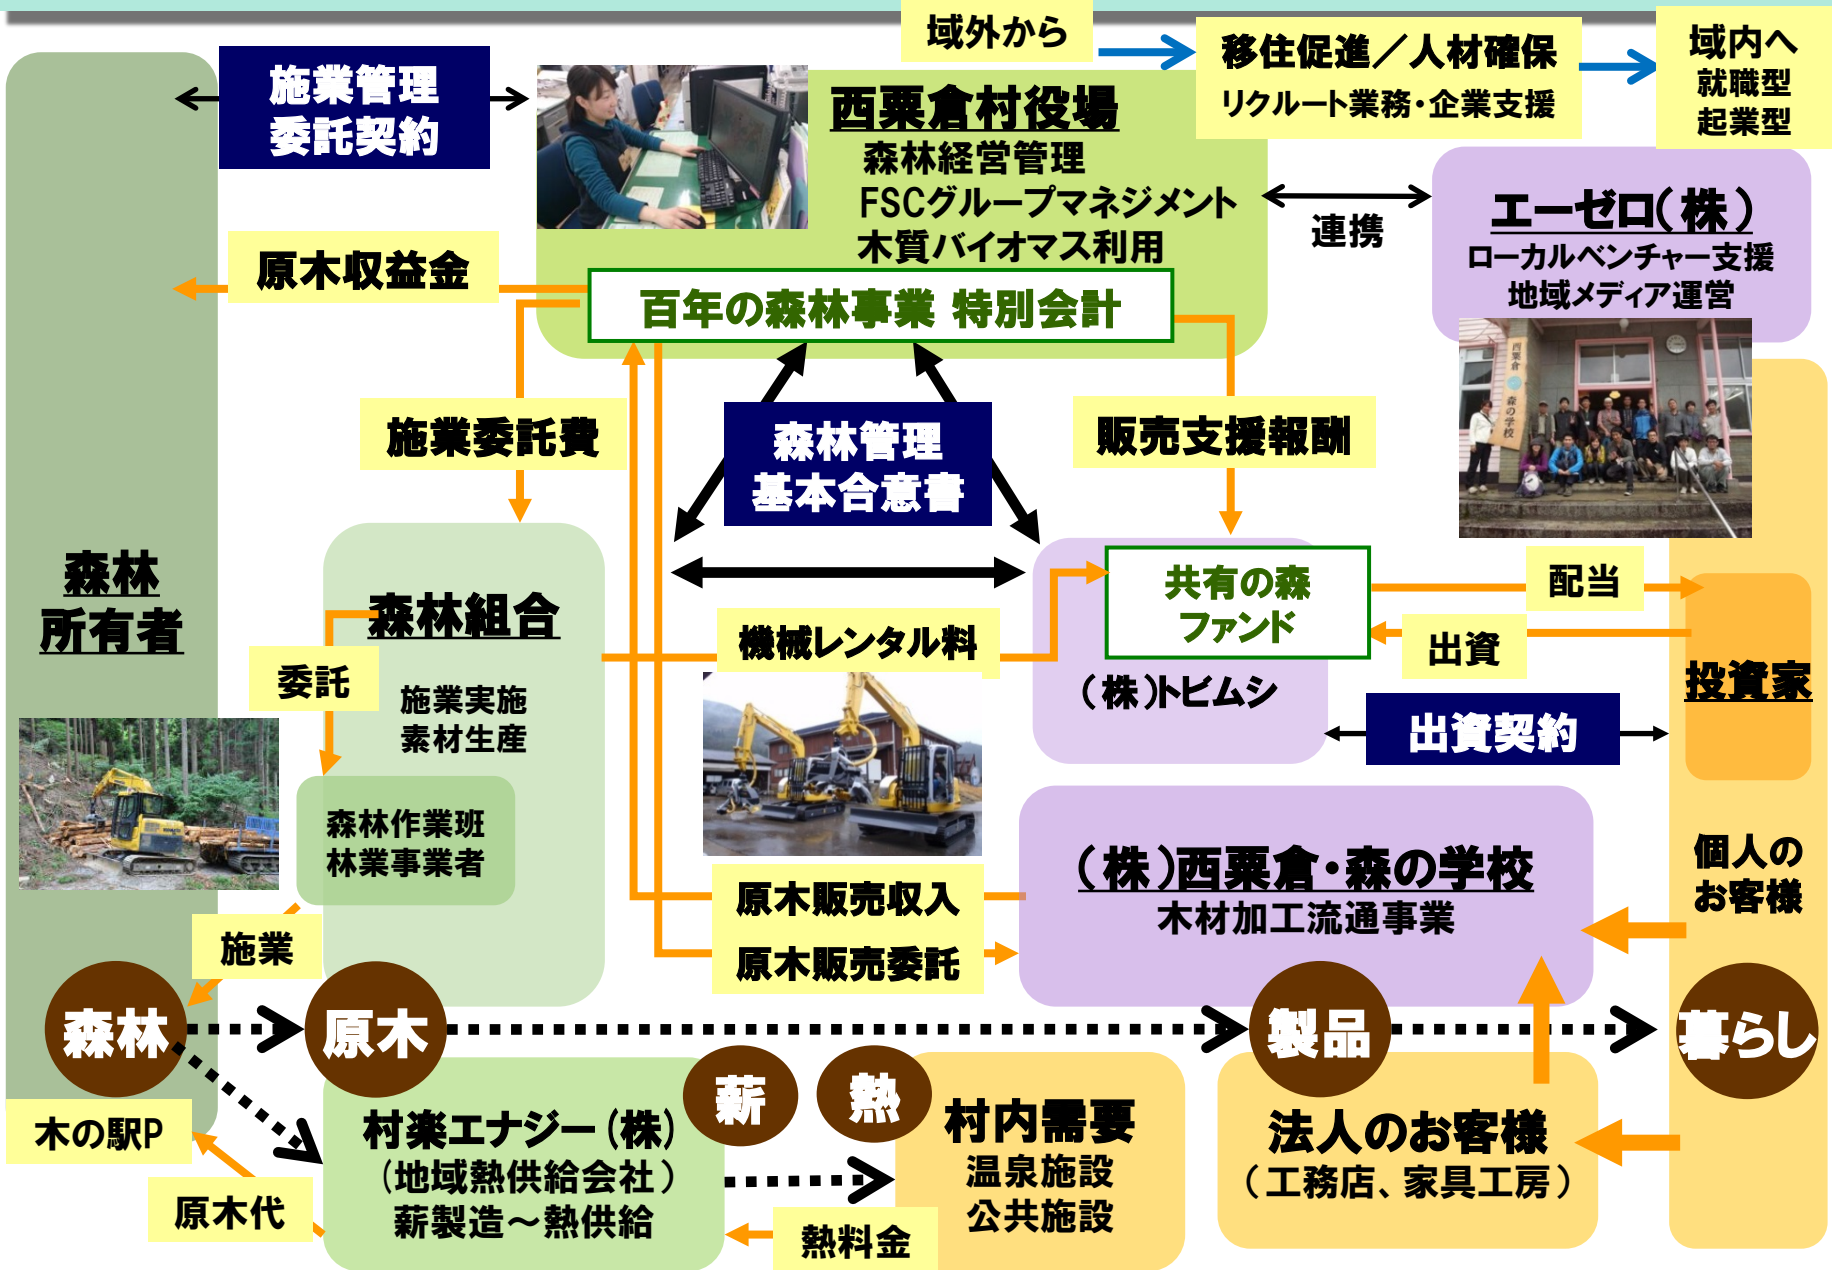 域外から
移住促進／人材確保
リクルート業務・企業支援
域内へ
就職型
起業型
施業管理
委託契約
西粟倉村役場
森林経営管理
FSCグループマネジメント
木質バイオマス利用
連携
エーゼロ(株)
ローカルベンチャー支援
地域メディア運営
原木収益金
百年の森林事業 特別会計
西粟倉 森の学校
施業委託費
森林管理
基本合意書
販売支援報酬
森林
所有者
森林組合
施業実施
素材生産
委託
森林作業班
林業事業者
機械レンタル料
共有の森
ファンド
(株)トビムシ
配当
出資
投資家
出資契約
原木販売収入
原木販売委託
(株)西粟倉・森の学校
木材加工流通事業
個人の
お客様
施業
森林
原木
製品
暮らし
薪
熱
木の駅P
原木代
村楽エナジー(株)
(地域熱供給会社)
薪製造～熱供給
熱料金
村内需要
温泉施設
公共施設
法人のお客様
(工務店、家具工房)